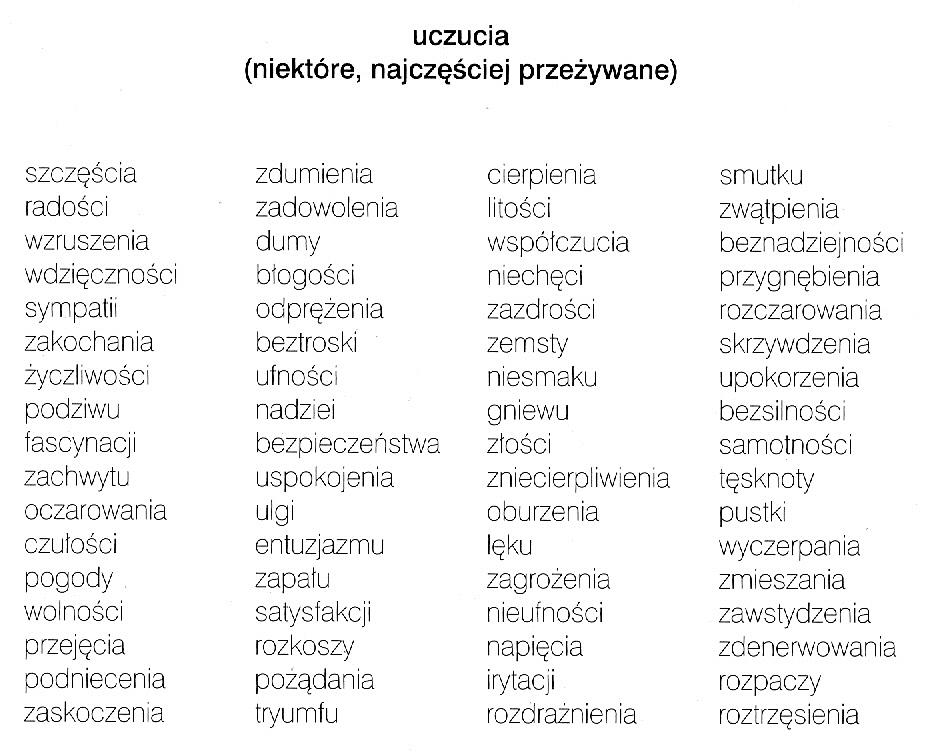 uczucia
(niektóre, najczęściej przeżywane)
szczęścia
radości
wzruszenia
wdzięczności
sympatii
zakochania
życzliwości
podziwu
fascynacji
zachwytu
oczarowania
czułości
pogody
wolności
przejęcia
podniecenia
zaskoczenia
zdumienia
zadowolenia
dumy
błogości
odprężenia
beztroski
ufności
nadziei
bezpieczeństwa
uspokojenia
ulgi
entuzjazmu
zapału
satysfakcji
rozkoszy
pożądania
tryumfu
cierpienia
litości
współczucia
niechęci
zazdrości
zemsty
niesmaku
gniewu
złości
zniecierpliwienia
oburzenia
lęku
zagrożenia
nieufności
napięcia
irytacji
rozdrażnienia
smutku
zwątpienia
beznadziejności
przygnębienia
rozczarowania
skrzywdzenia
upokorzenia
bezsilności
samotności
tęsknoty
pustki
wyczerpania
zmieszania
zawstydzenia
zdenerwowania
rozpaczy
roztrzęsienia